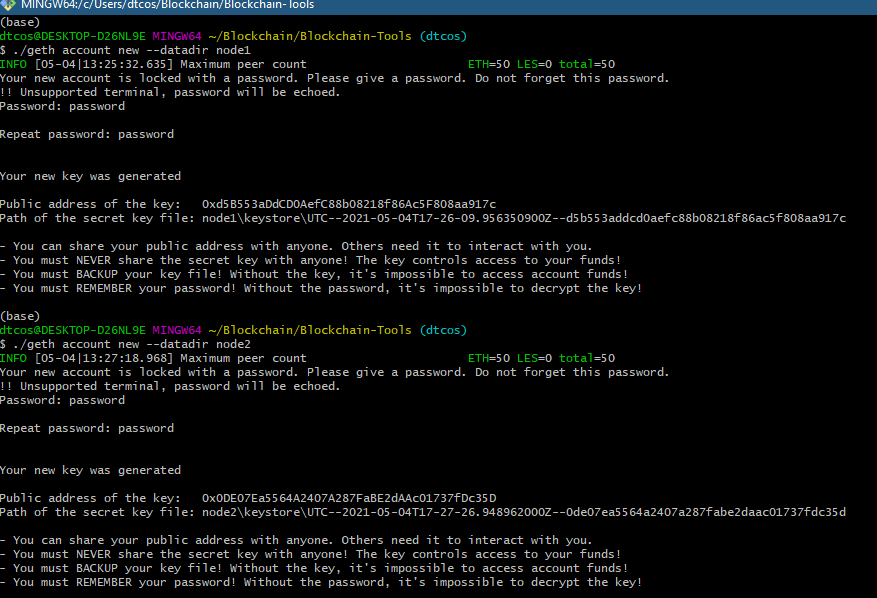 MINGW64:/c/Users/dtcos/Blockchain/Blockchain-Tools
(base)
dtcos@DESKTOP-D26NL9E MINGW64 ~/Blockchain/Blockchain-Tools (dtcos)
$ ./geth account new --datadir node1
INFO [05-04|13:25:32.635] Maximum peer count ETH=50 LES=0 total=50
Your new account is locked with a password. Please give a password. Do not forget this password.
!! Unsupported terminal, password will be echoed.
Password: password
Repeat password: password
Your new key was generated
Public address of the key: 0xd5B553aDdCD0AefC88b08218f86Ac5F808aa917c
Path of the secret key file: node1\keystore\UTC--2021-05-04T17-26-09.956350900Z--d5b553addcd0aefc88b08218f86ac5f808aa917c
- You can share your public address with anyone. Others need it to interact with you.
- You must NEVER share the secret key with anyone! The key controls access to your funds!
- You must BACKUP your key file! Without the key, it's impossible to access account funds!
- You must REMEMBER your password! Without the password, it's impossible to decrypt the key!
(base)
dtcos@DESKTOP-D26NL9E MINGW64 ~/Blockchain/Blockchain-Tools (dtcos)
$ ./geth account new --datadir node2
INFO [05-04|13:27:18.968] Maximum peer count ETH=50 LES=0 total=50
Your new account is locked with a password. Please give a password. Do not forget this password.
!! Unsupported terminal, password will be echoed.
Password: password
Repeat password: password
Your new key was generated
Public address of the key: 0x0DE07Ea5564A2407A287FaBE2dAAc01737fDc35D
Path of the secret key file: node2\keystore\UTC--2021-05-04T17-27-26.948962000Z--0de07ea5564a2407a287fabe2daac01737fdc35d
- You can share your public address with anyone. Others need it to interact with you.
- You must NEVER share the secret key with anyone! The key controls access to your funds!
- You must BACKUP your key file! Without the key, it's impossible to access account funds!
- You must REMEMBER your password! Without the password, it's impossible to decrypt the key!